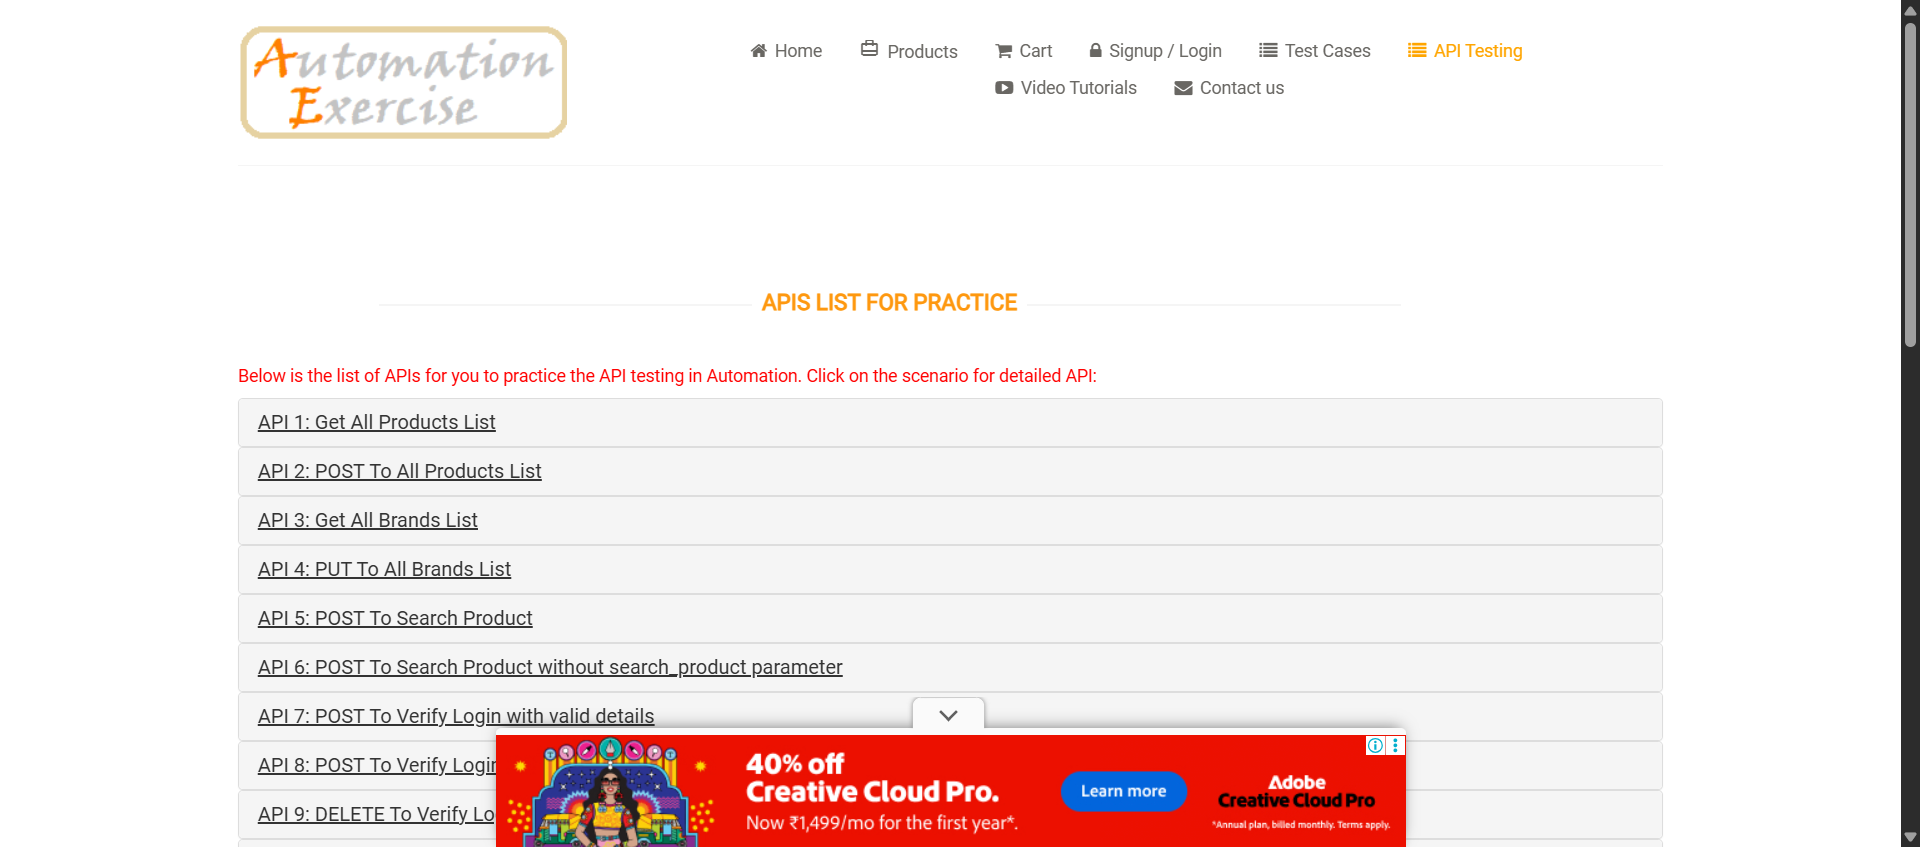 Automation
Exercise
Home
Products
Cart
Signup / Login
Test Cases
API Testing
Video Tutorials
Contact us
APIS LIST FOR PRACTICE
Below is the list of APIs for you to practice the API testing in Automation. Click on the scenario for detailed API:
API 1: Get All Products List
API 2: POST To All Products List
API 3: Get All Brands List
API 4: PUT To All Brands List
API 5: POST To Search Product
API 6: POST To Search Product without search_product parameter
API 7: POST To Verify Login with valid details
API 8: POST To Verify Login
API 9: DELETE To Verify Lo
40% off
Creative Cloud Pro.
Now ₹1,499/mo for the first year*.
Learn more
Adobe
Creative Cloud Pro
*Annual plan, billed monthly. Terms apply.